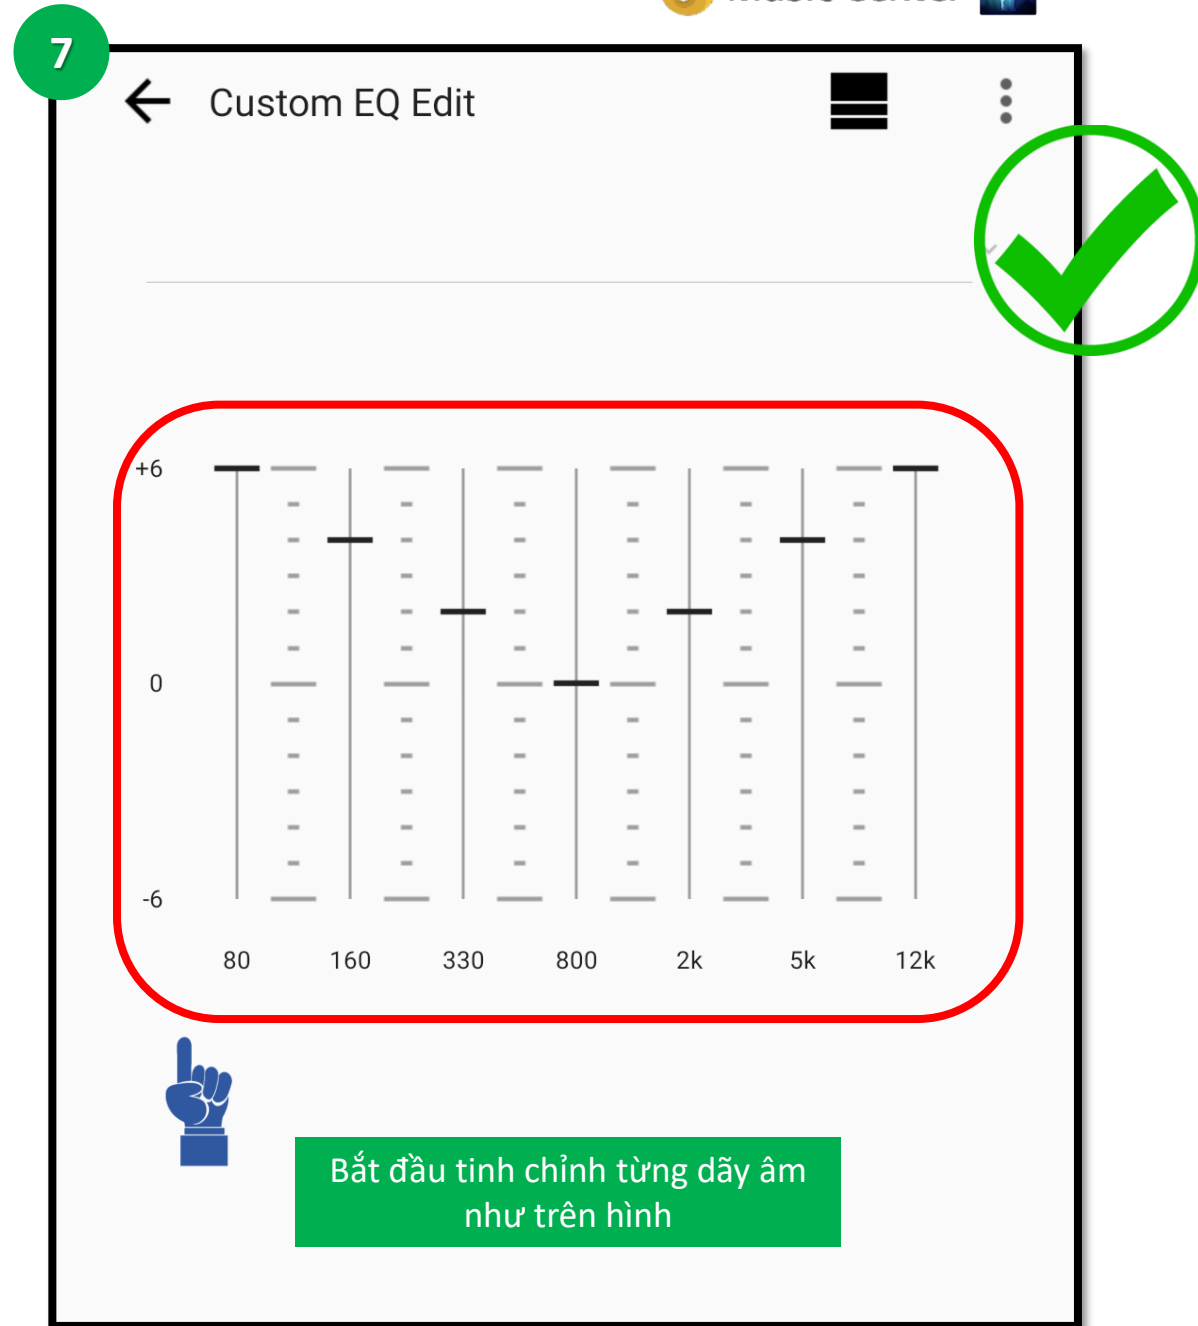 7
Custom EQ Edit
+6
0
-6
80 160 330 800 2k 5k 12k
Bắt đầu tinh chỉnh từng dãy âm
như trên hình